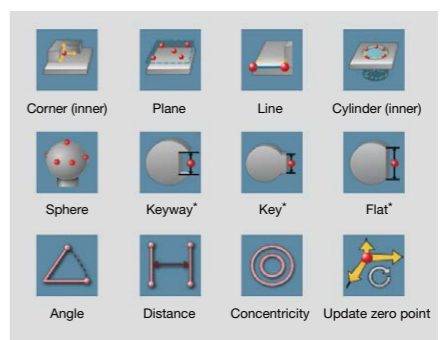 Corner (inner) Plane Line Cylinder (inner)
Sphere Keyway* Key* Flat*
Angle Distance Concentricity Update zero point